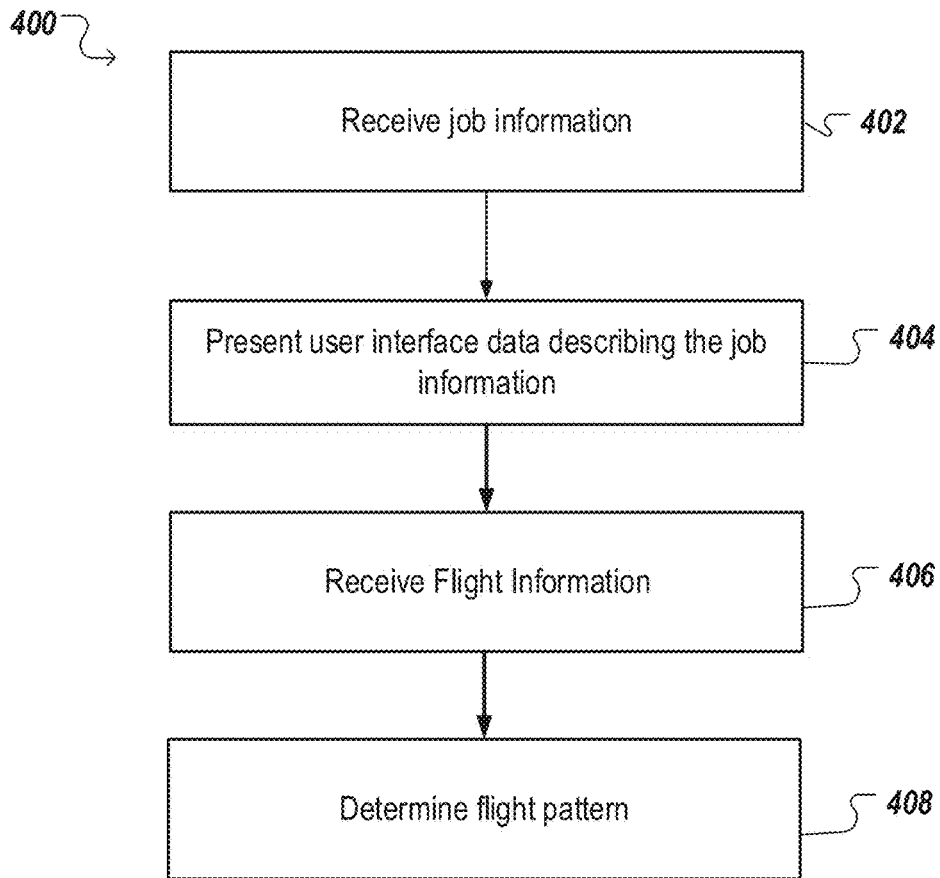 400
Receive job information
402
Present user interface data describing the job
information
404
Receive Flight Information
406
Determine flight pattern
408